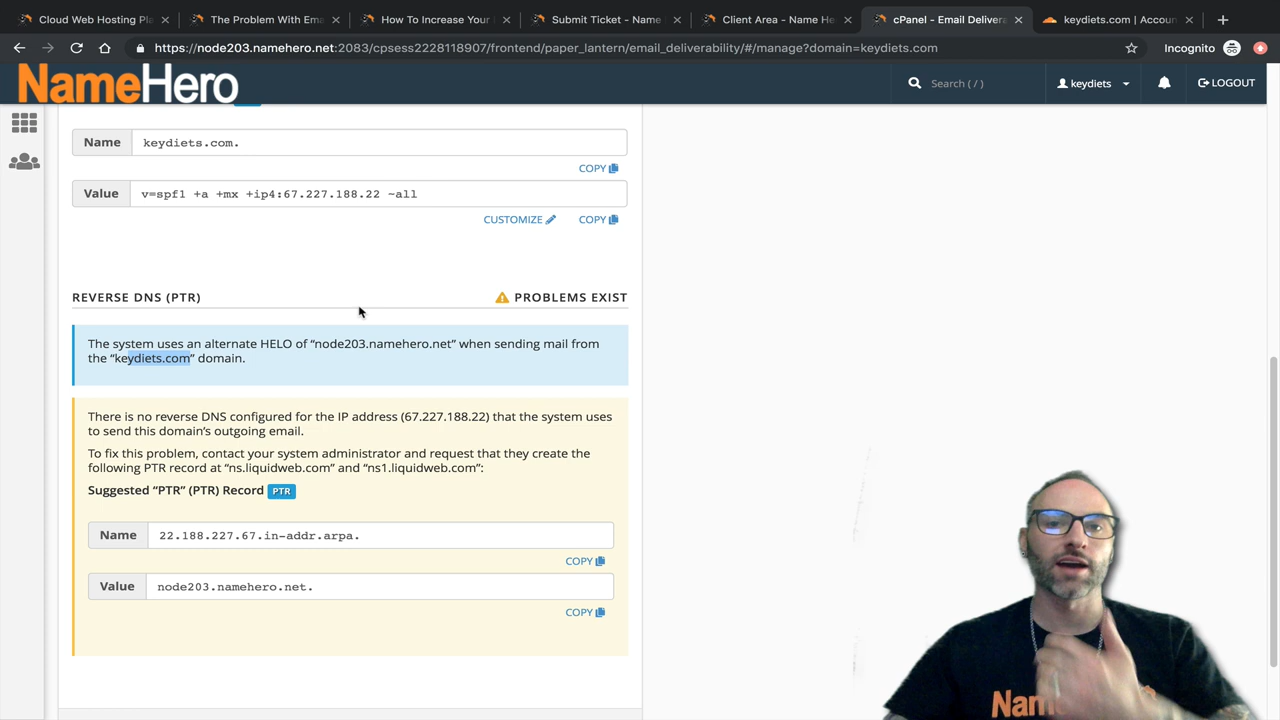 Cloud Web Hosting Pla
The Problem With Ema
How To Increase Your
Submit Ticket - Name
Client Area - Name He
cPanel - Email Delivera
keydiets.com | Accoun
https://node203.namehero.net:2083/cpsess2228118907/frontend/paper_lantern/email_deliverability/#/manage?domain=keydiets.com
Incognito
NameHero
Search ( / )
keydiets
LOGOUT
Name keydiets.com.
COPY
Value v=spf1 +a +mx +ip4:67.227.188.22 ~all
CUSTOMIZE COPY
REVERSE DNS (PTR) PROBLEMS EXIST
The system uses an alternate HELO of “node203.namehero.net” when sending mail from
the “keydiets.com” domain.
There is no reverse DNS configured for the IP address (67.227.188.22) that the system uses
to send this domain’s outgoing email.
To fix this problem, contact your system administrator and request that they create the
following PTR record at “ns.liquidweb.com” and “ns1.liquidweb.com”:
Suggested “PTR” (PTR) Record PTR
Name 22.188.227.67.in-addr.arpa.
COPY
Value node203.namehero.net.
COPY
Nam